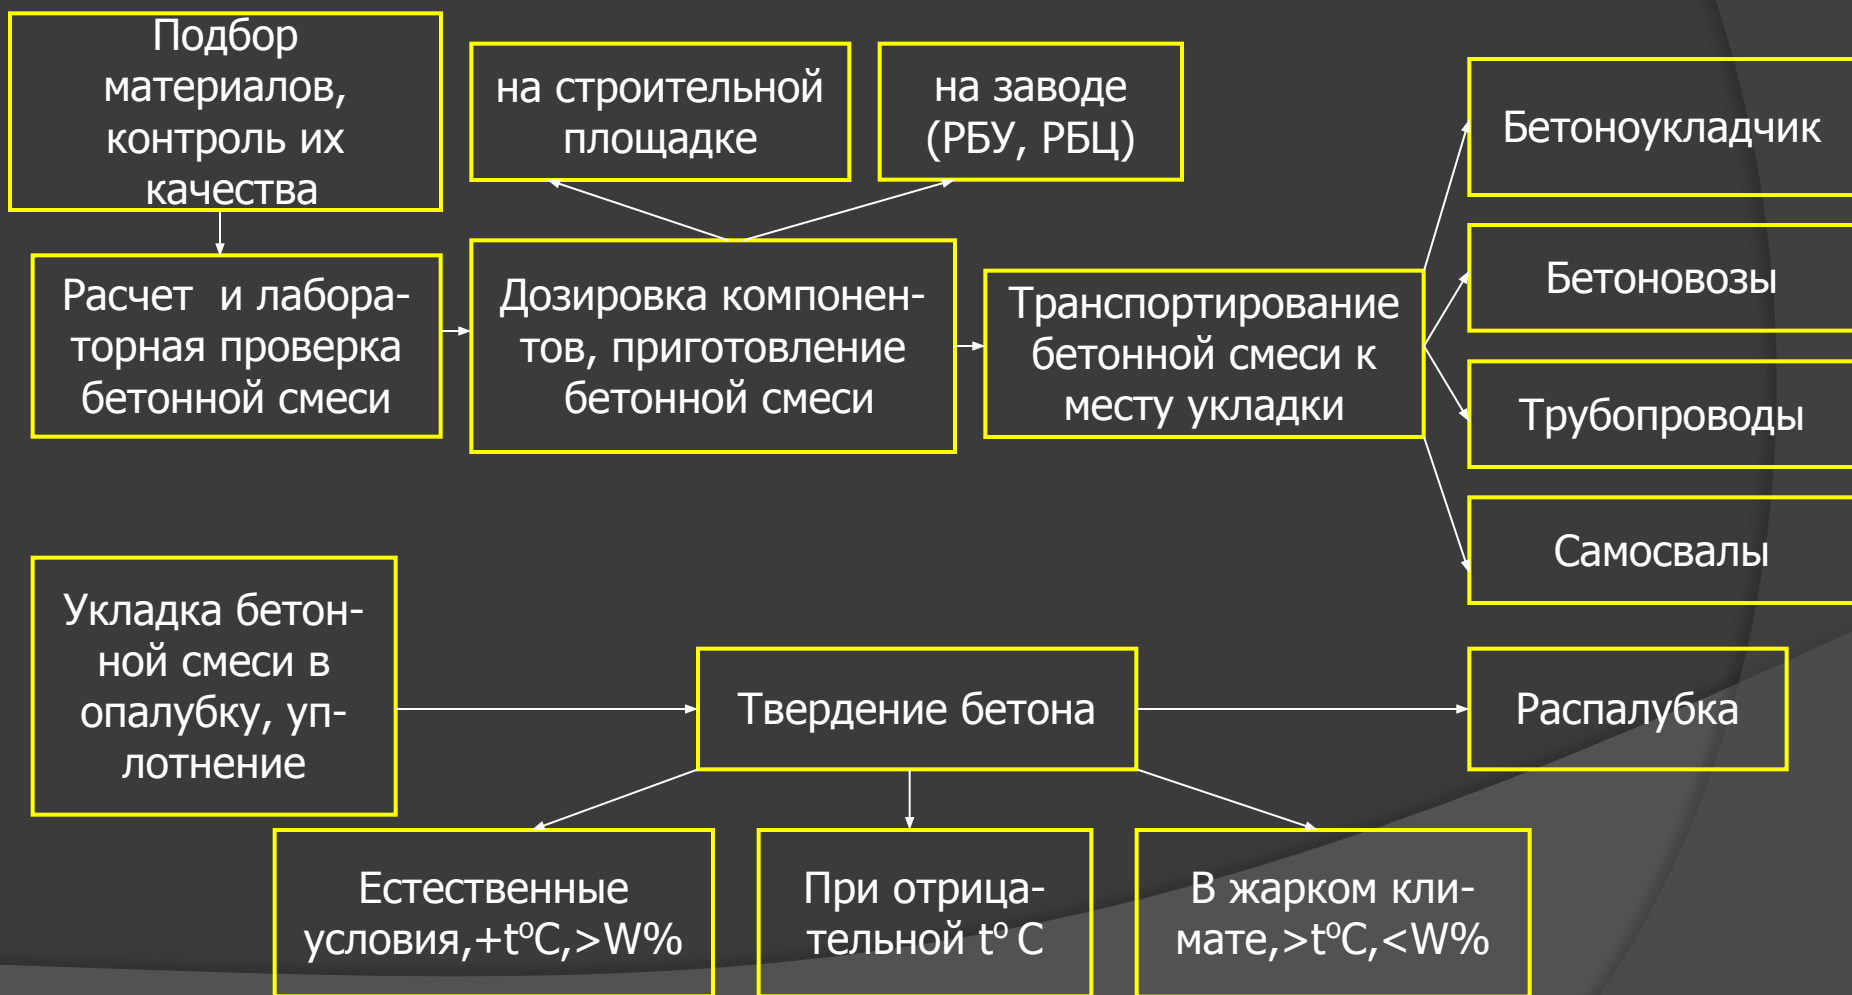 Подбор
материалов,
контроль их
качества
на строительной
площадке
на заводе
(РБУ, РБЦ)
Бетоноукладчик
Расчет и лабора-
торная проверка
бетонной смеси
Дозировка компонен-
тов, приготовление
бетонной смеси
Транспортирование
бетонной смеси к
месту укладки
Бетоновозы
Трубопроводы
Самосвалы
Укладка бетон-
ной смеси в
опалубку, уп-
лотнение
Твердение бетона
Распалубка
Естественные
условия,+t°C,>W%
При отрица-
тельной t° C
В жарком кли-
мате,>t°C,<W%